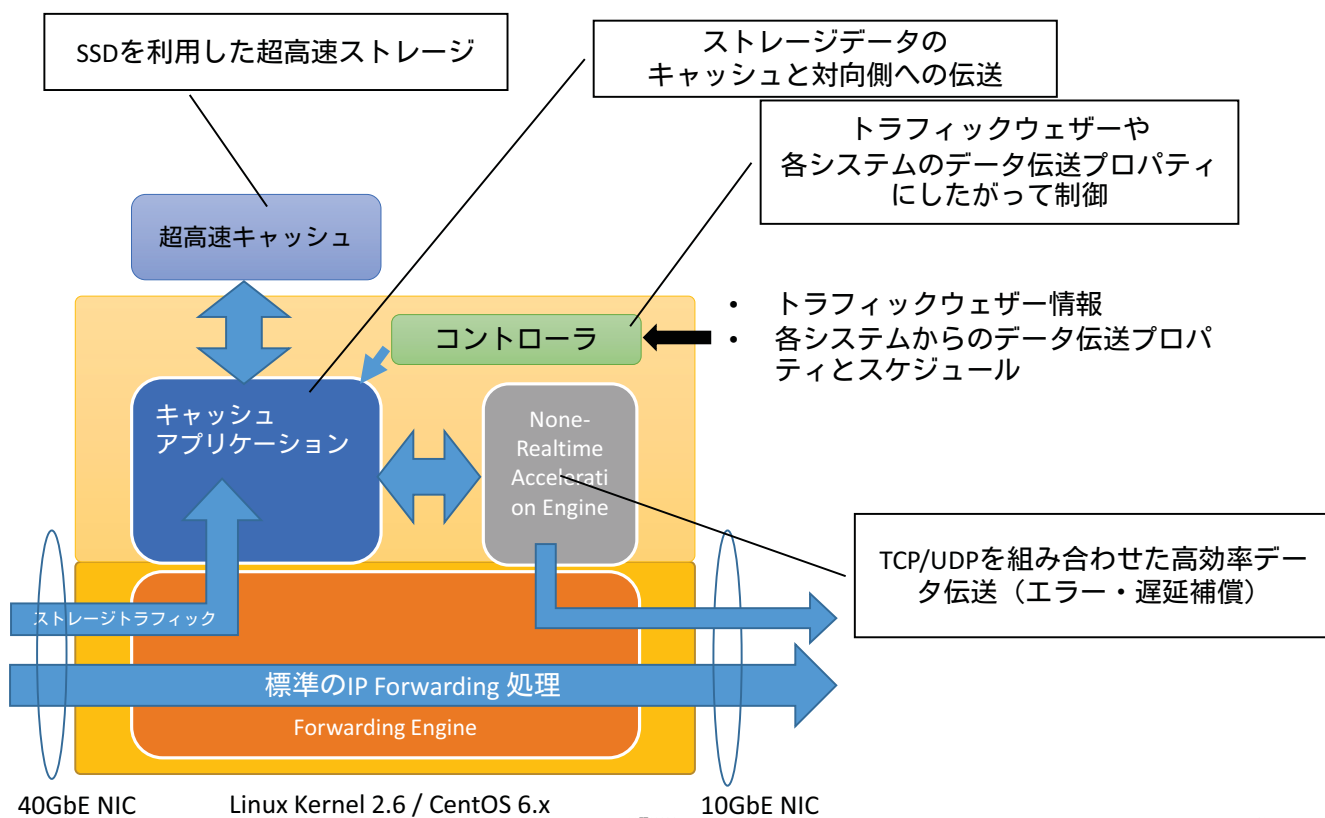 SSDを利用した超高速ストレージ
ストレージデータの
キャッシュと対向側への伝送
トラフィックウェザーや
各システムのデータ伝送プロパティ
にしたがって制御
超高速キャッシュ
コントローラ
• トラフィックウェザー情報
• 各システムからのデータ伝送プロパ
ティとスケジュール
キャッシュ
アプリケーション
None-
Realtime
Accelerati
on Engine
TCP/UDPを組み合わせた高効率デー
タ伝送（エラー・遅延補償）
ストレージトラフィック
標準のIP Forwarding 処理
Forwarding Engine
40GbE NIC
Linux Kernel 2.6 / CentOS 6.x
10GbE NIC